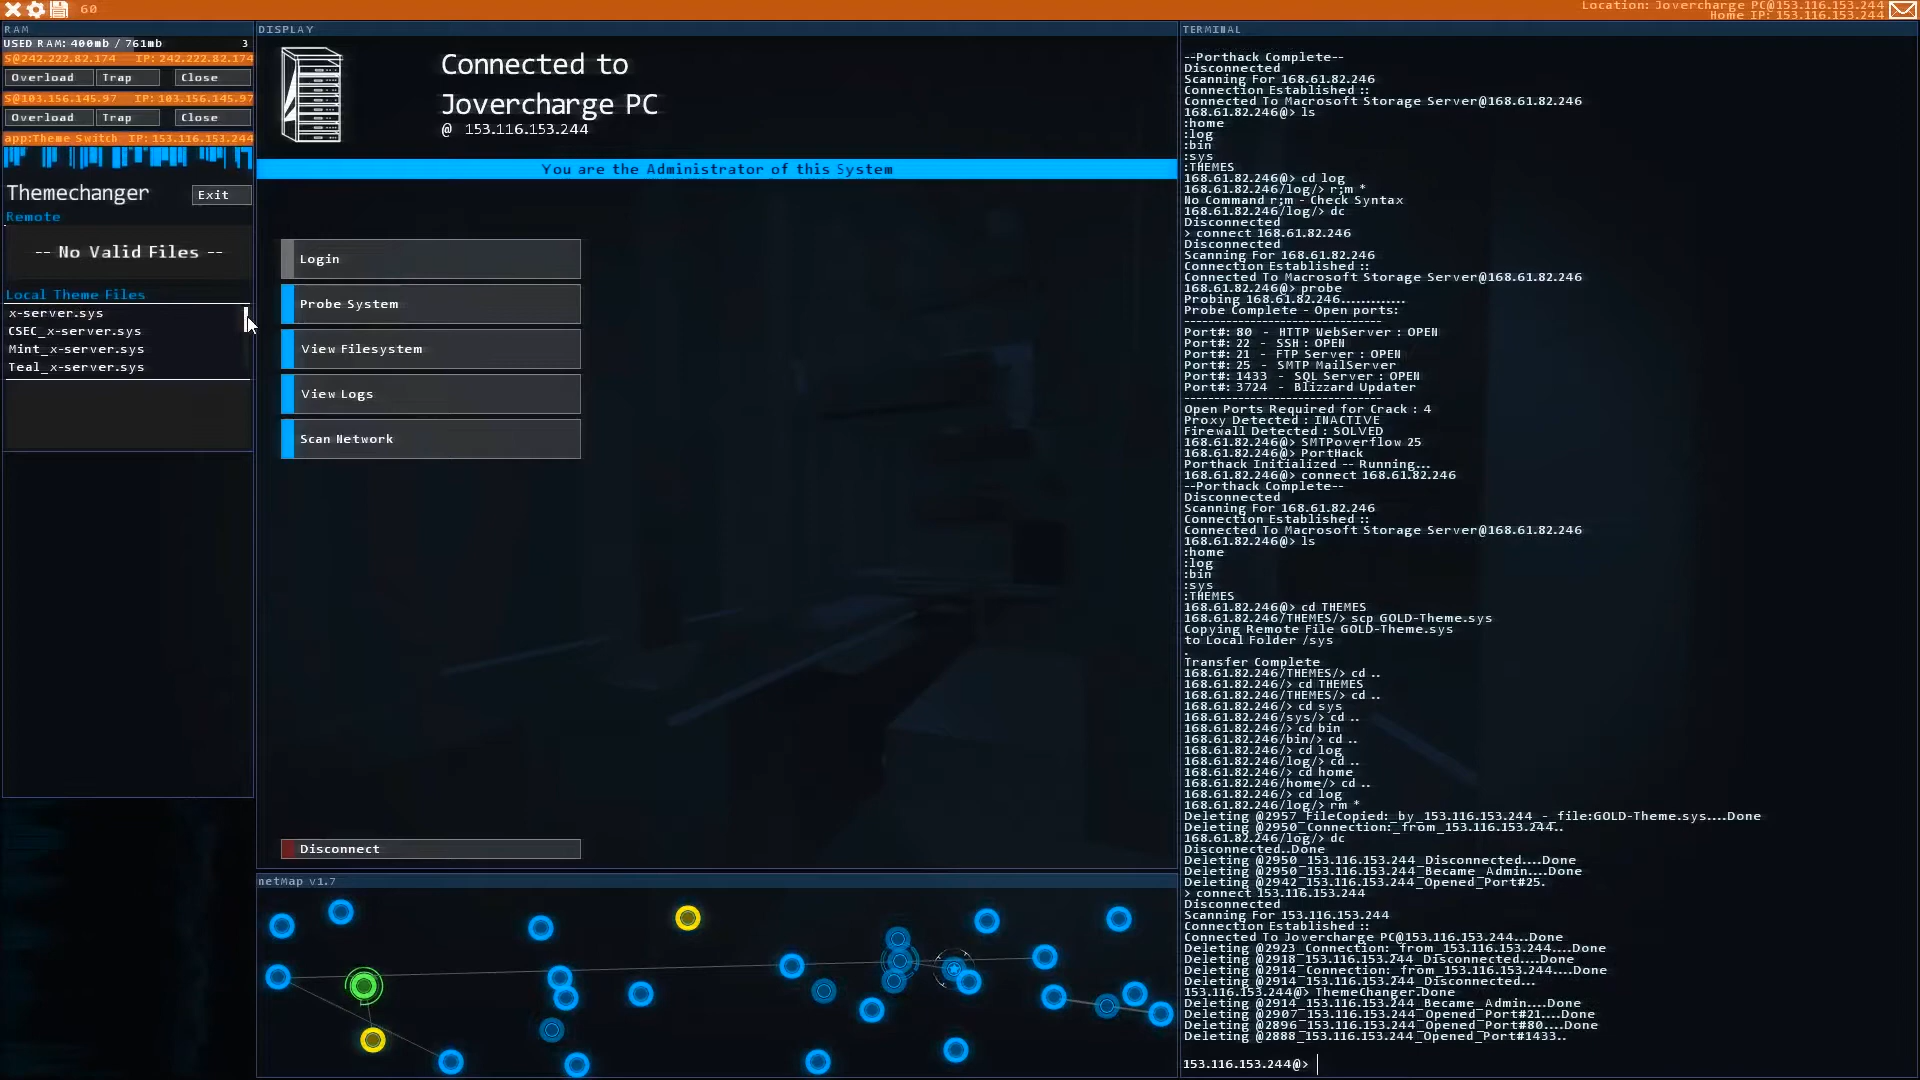 60
Location: Jovercharge PC@153.116.153.244
Home IP: 153.116.153.244
RAM
USED RAM: 400mb / 761mb 3
S@242.222.82.174 IP: 242.222.82.174
Overload Trap Close
S@103.156.145.97 IP: 103.156.145.97
Overload Trap Close
app:Theme Switch IP: 153.116.153.244
Themechanger Exit
Remote
-- No Valid Files --
Local Theme Files
x-server.sys
CSEC_x-server.sys
Mint_x-server.sys
Teal_x-server.sys
DISPLAY
Connected to
Jovercharge PC
@ 153.116.153.244
You are the Administrator of this System
Login
Probe System
View Filesystem
View Logs
Scan Network
Disconnect
netMap v1.7
TERMINAL
--Porthack Complete--
Disconnected
Scanning For 168.61.82.246
Connection Established ::
Connected To Macrosoft Storage Server@168.61.82.246
168.61.82.246@> ls
:home
:log
:bin
:sys
:THEMES
168.61.82.246@> cd log
168.61.82.246/log/> r;m *
No Command r;m - Check Syntax
168.61.82.246/log/> dc
Disconnected
> connect 168.61.82.246
Disconnected
Scanning For 168.61.82.246
Connection Established ::
Connected To Macrosoft Storage Server@168.61.82.246
168.61.82.246@> probe
Probing 168.61.82.246.............
Probe Complete - Open ports:
---------------------------------
Port#: 80 - HTTP WebServer : OPEN
Port#: 22 - SSH : OPEN
Port#: 21 - FTP Server : OPEN
Port#: 25 - SMTP MailServer
Port#: 1433 - SQL Server : OPEN
Port#: 3724 - Blizzard Updater
---------------------------------
Open Ports Required for Crack : 4
Proxy Detected : INACTIVE
Firewall Detected : SOLVED
168.61.82.246@> SMTPoverflow 25
168.61.82.246@> PortHack
Porthack Initialized -- Running...
168.61.82.246@> connect 168.61.82.246
--Porthack Complete--
Disconnected
Scanning For 168.61.82.246
Connection Established ::
Connected To Macrosoft Storage Server@168.61.82.246
168.61.82.246@> ls
:home
:log
:bin
:sys
:THEMES
168.61.82.246@> cd THEMES
168.61.82.246/THEMES/> scp GOLD-Theme.sys
Copying Remote File GOLD-Theme.sys
to Local Folder /sys
.
Transfer Complete
168.61.82.246/THEMES/> cd ..
168.61.82.246/> cd THEMES
168.61.82.246/THEMES/> cd ..
168.61.82.246/> cd sys
168.61.82.246/sys/> cd ..
168.61.82.246/> cd bin
168.61.82.246/bin/> cd ..
168.61.82.246/> cd log
168.61.82.246/log/> cd ..
168.61.82.246/> cd home
168.61.82.246/home/> cd ..
168.61.82.246/> cd log
168.61.82.246/log/> rm *
Deleting @2957_FileCopied:_by_153.116.153.244_-_file:GOLD-Theme.sys....Done
Deleting @2950_Connection:_from_153.116.153.244..
168.61.82.246/log/> dc
Disconnected..Done
Deleting @2950_153.116.153.244_Disconnected....Done
Deleting @2950_153.116.153.244_Became_Admin....Done
Deleting @2942_153.116.153.244_Opened_Port#25.
> connect 153.116.153.244
Disconnected
Scanning For 153.116.153.244
Connection Established ::
Connected To Jovercharge PC@153.116.153.244...Done
Deleting @2923_Connection:_from_153.116.153.244....Done
Deleting @2918_153.116.153.244_Disconnected....Done
Deleting @2914_Connection:_from_153.116.153.244....Done
Deleting @2914_153.116.153.244_Disconnected...
153.116.153.244@> ThemeChanger.Done
Deleting @2914_153.116.153.244_Became_Admin....Done
Deleting @2907_153.116.153.244_Opened_Port#21....Done
Deleting @2896_153.116.153.244_Opened_Port#80....Done
Deleting @2888_153.116.153.244_Opened_Port#1433..
153.116.153.244@>